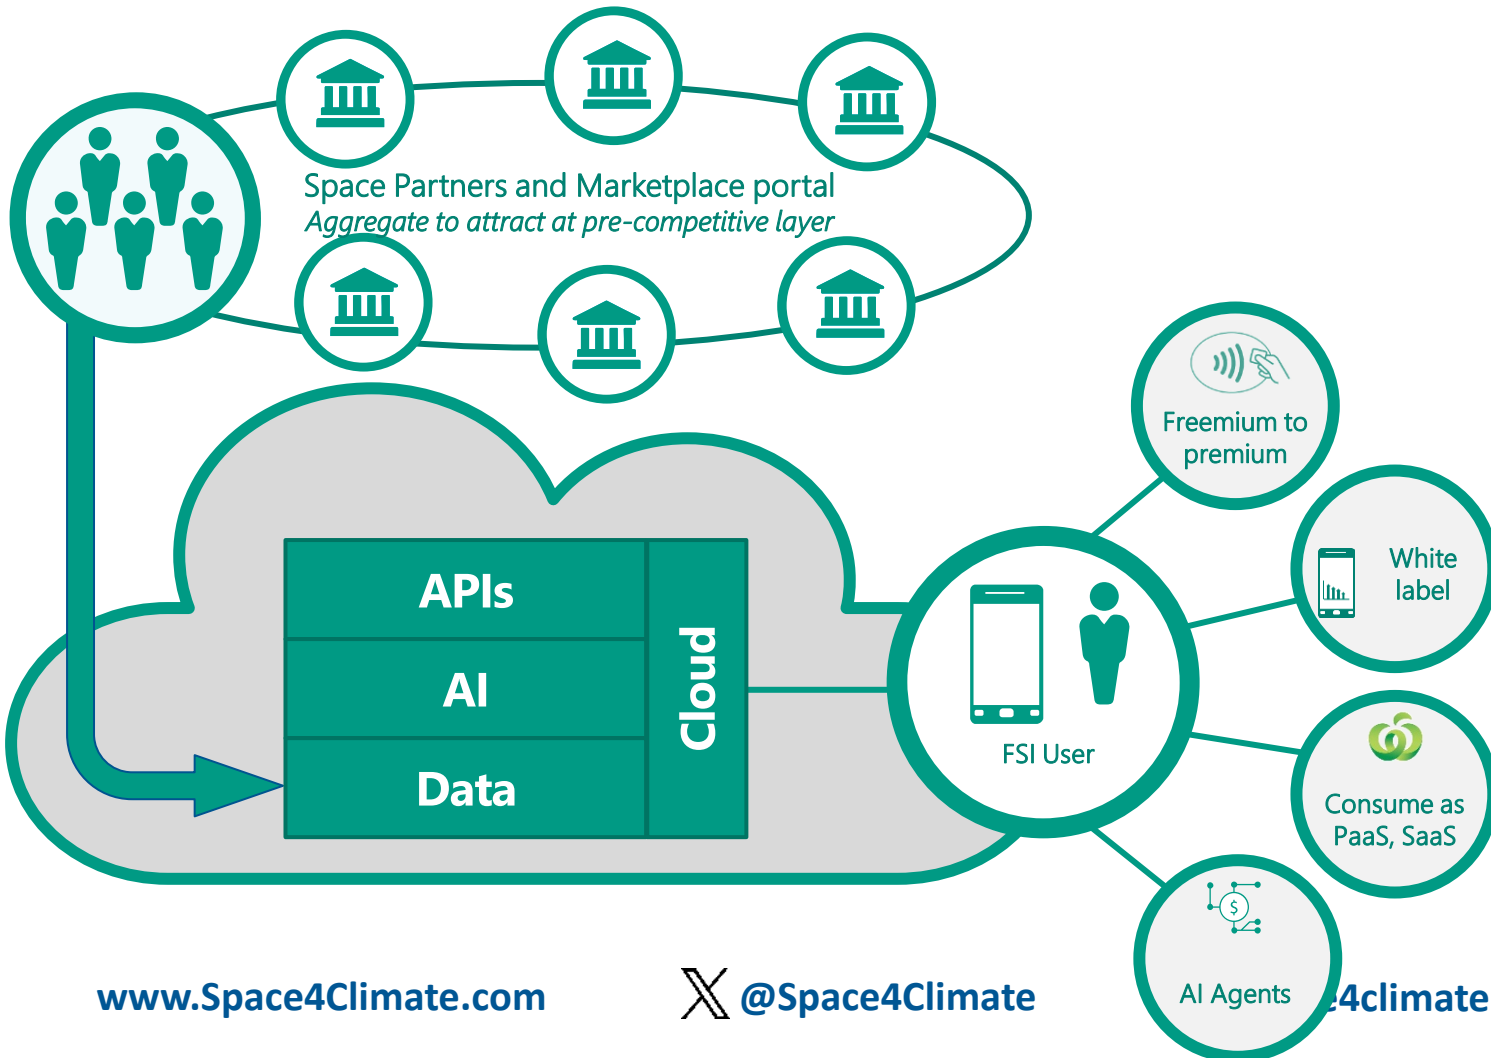 Space Partners and Marketplace portal
Aggregate to attract at pre-competitive layer
Freemium to
premium
White
label
APIs
AI
Data
Cloud
FSI User
Consume as
PaaS, SaaS
$
AI Agents
www.Space4Climate.com
@Space4Climate
4climate